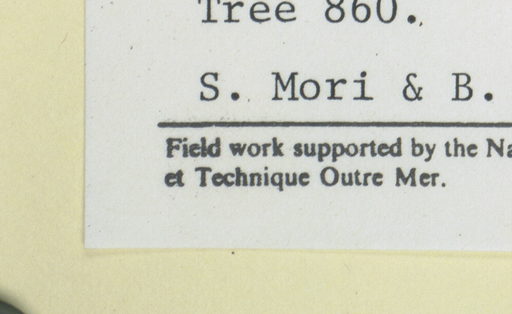 Tree 860.
S. Mori & B.
Field work supported by the Na
et Technique Outre Mer.